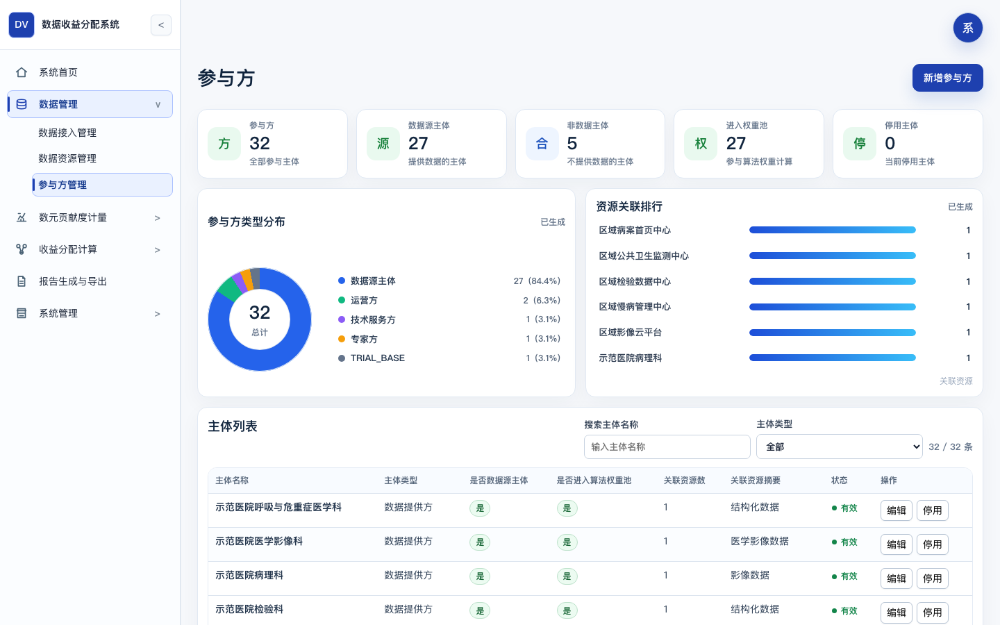 DV 数据收益分配系统 <
系统首页
数据管理 v
数据接入管理
数据资源管理
参与方管理
数元贡献度计量 >
收益分配计算 >
报告生成与导出
系统管理 >
系
参与方 新增参与方
方 参与方
32
全部参与主体
源 数据源主体
27
提供数据的主体
合 非数据主体
5
不提供数据的主体
权 进入权重池
27
参与算法权重计算
停 停用主体
0
当前停用主体
参与方类型分布 已生成
32
总计
数据源主体 27 (84.4%)
运营方 2 (6.3%)
技术服务方 1 (3.1%)
专家方 1 (3.1%)
TRIAL_BASE 1 (3.1%)
资源关联排行 已生成
区域病案首页中心 1
区域公共卫生监测中心 1
区域检验数据中心 1
区域慢病管理中心 1
区域影像云平台 1
示范医院病理科 1
关联资源
主体列表
搜索主体名称 主体类型
输入主体名称 全部 32 / 32 条
主体名称 主体类型 是否数据源主体 是否进入算法权重池 关联资源数 关联资源摘要 状态 操作
示范医院呼吸与危重症医学科 数据提供方 是 是 1 结构化数据 有效 编辑 停用
示范医院医学影像科 数据提供方 是 是 1 医学影像数据 有效 编辑 停用
示范医院病理科 数据提供方 是 是 1 影像数据 有效 编辑 停用
示范医院检验科 数据提供方 是 是 1 结构化数据 有效 编辑 停用